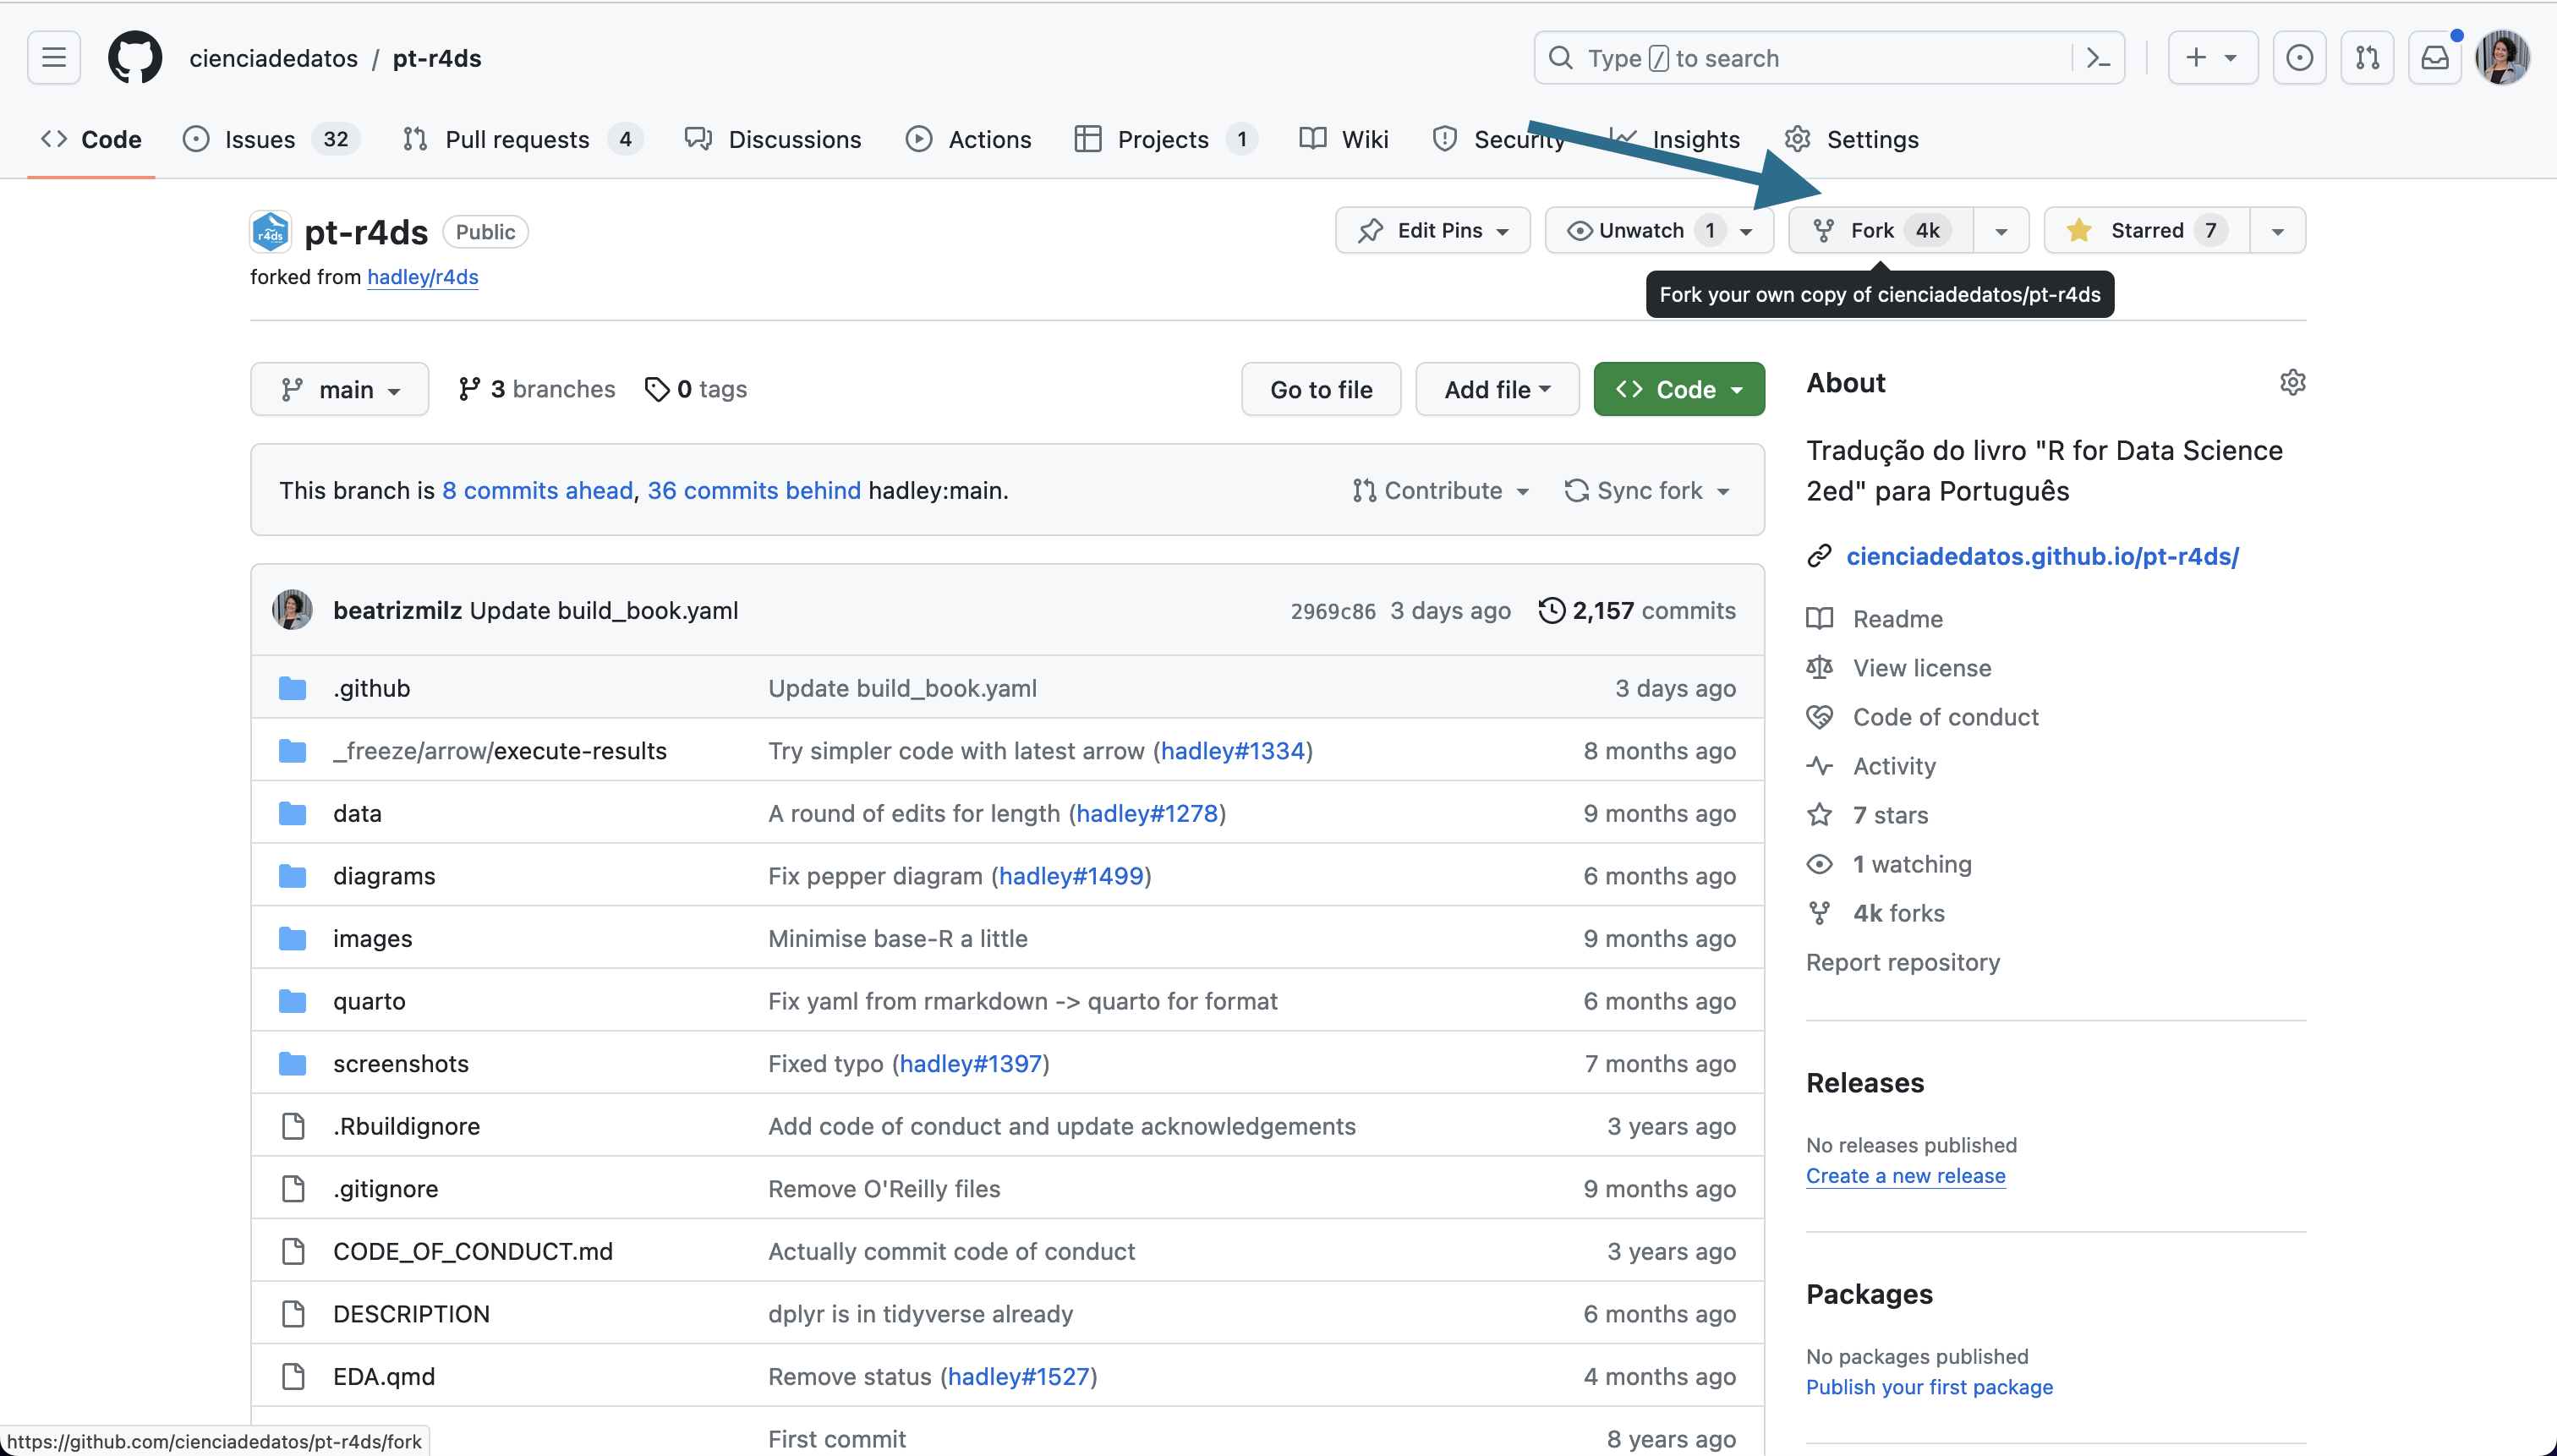 cienciadedatos / pt-r4ds
Type / to search
Code Issues 32 Pull requests 4 Discussions Actions Projects 1 Wiki Security Insights Settings
r4ds pt-r4ds Public
Edit Pins Unwatch 1 Fork 4k Starred 7
forked from hadley/r4ds
Fork your own copy of cienciadedatos/pt-r4ds
main 3 branches 0 tags
Go to file Add file Code
This branch is 8 commits ahead, 36 commits behind hadley:main.
Contribute Sync fork
beatrizmilz Update build_book.yaml 2969c86 3 days ago 2,157 commits
.github Update build_book.yaml 3 days ago
_freeze/arrow/execute-results Try simpler code with latest arrow (hadley#1334) 8 months ago
data A round of edits for length (hadley#1278) 9 months ago
diagrams Fix pepper diagram (hadley#1499) 6 months ago
images Minimise base-R a little 9 months ago
quarto Fix yaml from rmarkdown -> quarto for format 6 months ago
screenshots Fixed typo (hadley#1397) 7 months ago
.Rbuildignore Add code of conduct and update acknowledgements 3 years ago
.gitignore Remove O'Reilly files 9 months ago
CODE_OF_CONDUCT.md Actually commit code of conduct 3 years ago
DESCRIPTION dplyr is in tidyverse already 6 months ago
EDA.qmd Remove status (hadley#1527) 4 months ago
First commit 8 years ago
About
Tradução do livro "R for Data Science
2ed" para Português
cienciadedatos.github.io/pt-r4ds/
Readme
View license
Code of conduct
Activity
7 stars
1 watching
4k forks
Report repository
Releases
No releases published
Create a new release
Packages
No packages published
Publish your first package
https://github.com/cienciadedatos/pt-r4ds/fork